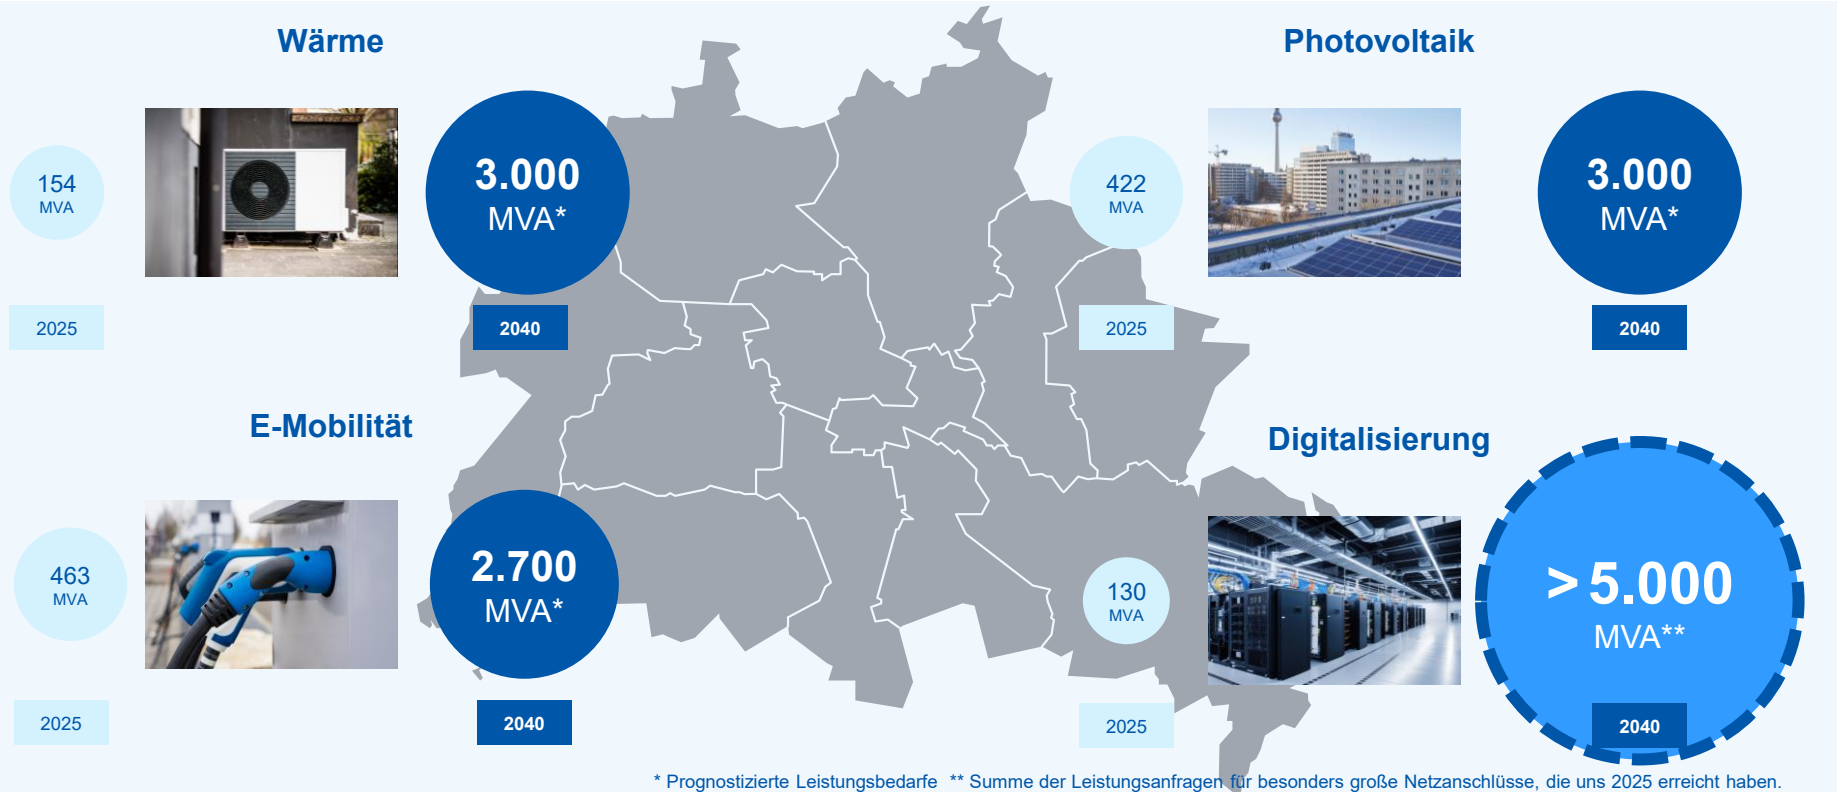 Wärme
154
MVA
2025
3.000
MVA*
2040
Photovoltaik
422
MVA
2025
3.000
MVA*
2040
E-Mobilität
463
MVA
2025
2.700
MVA*
2040
Digitalisierung
130
MVA
2025
> 5.000
MVA**
2040
* Prognostizierte Leistungsbedarfe ** Summe der Leistungsanfragen für besonders große Netzanschlüsse, die uns 2025 erreicht haben.